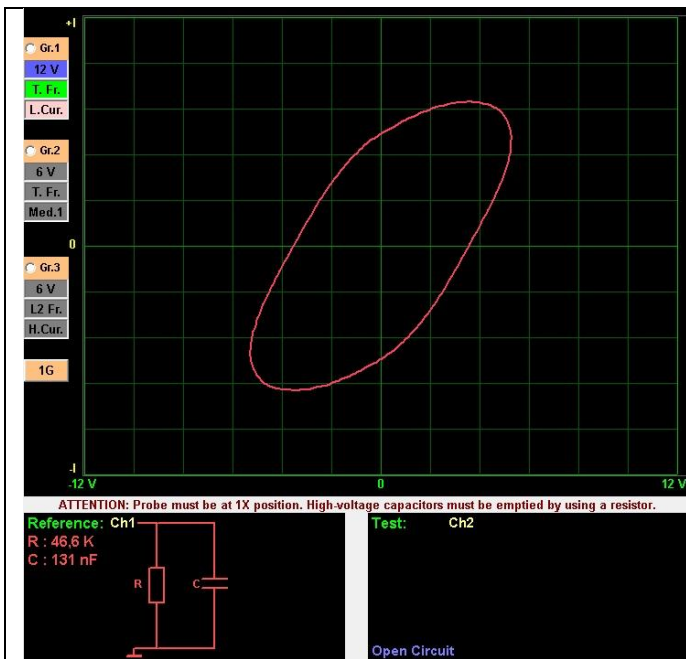 +I
Gr.1
12 V
T. Fr.
L.Cur.
Gr.2
6 V
T. Fr.
Med.1
0
Gr.3
6 V
L2 Fr.
H.Cur.
1G
-I
-12 V 0 12 V
ATTENTION: Probe must be at 1X position. High-voltage capacitors must be emptied by using a resistor.
Reference: Ch1
R : 46,6 K
C : 131 nF
R C
Test: Ch2
Open Circuit